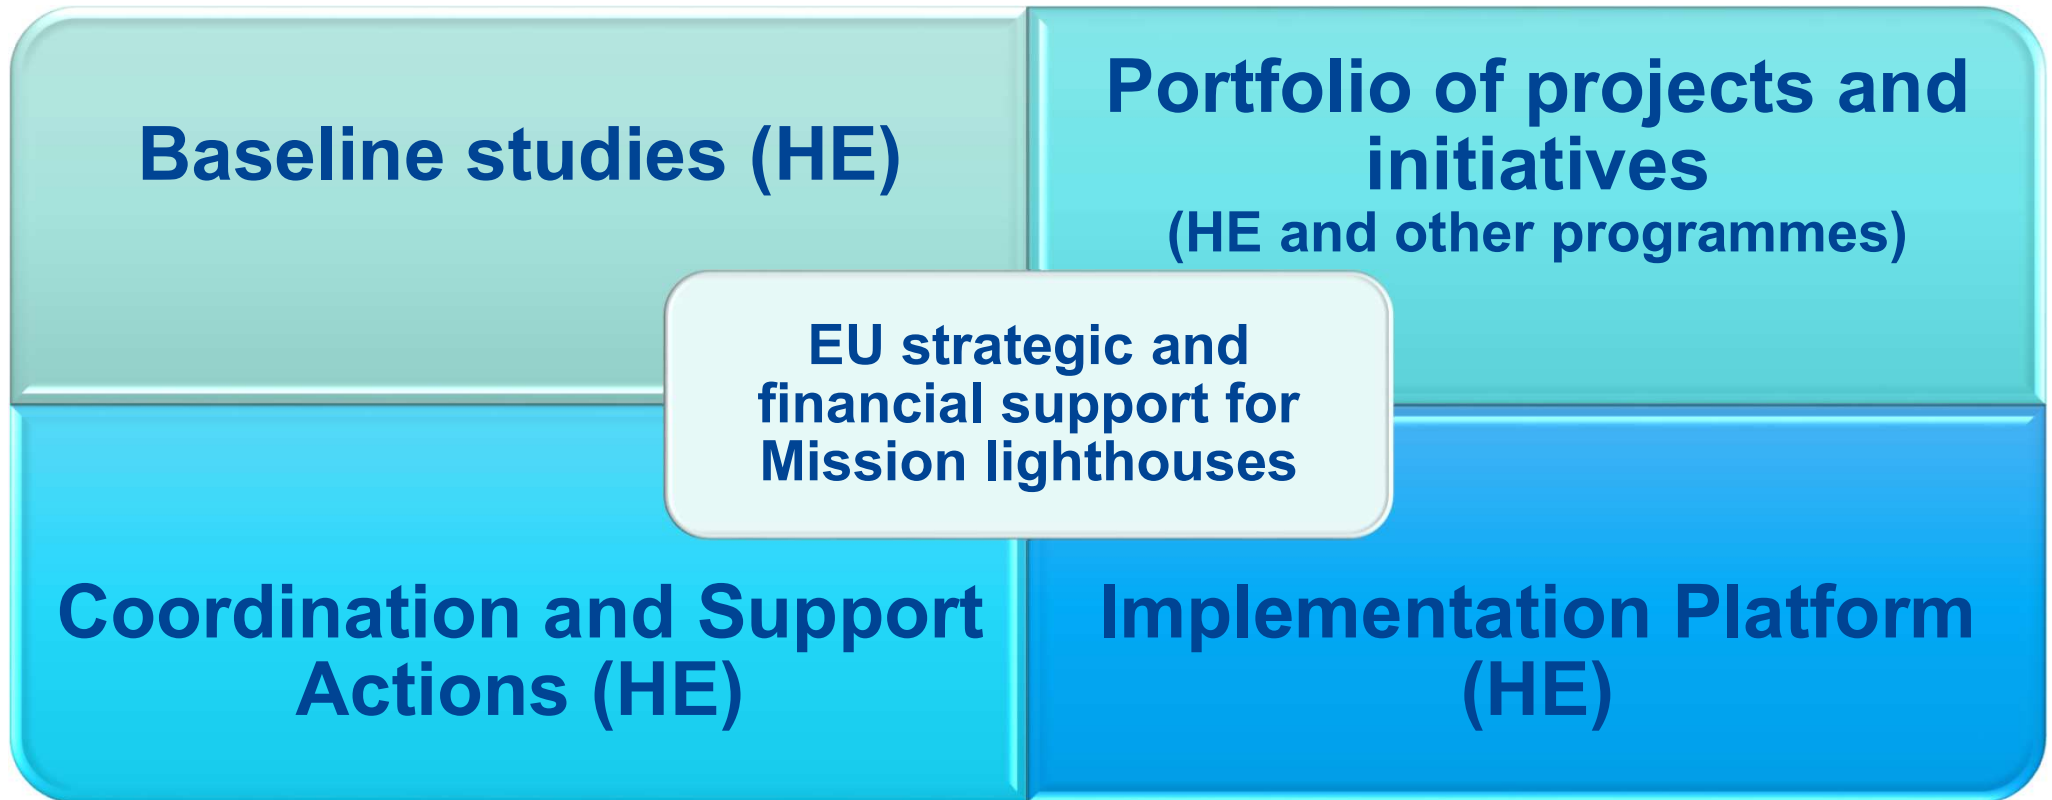 Baseline studies (HE)
Portfolio of projects and
initiatives
(HE and other programmes)
EU strategic and
financial support for
Mission lighthouses
Coordination and Support
Actions (HE)
Implementation Platform
(HE)